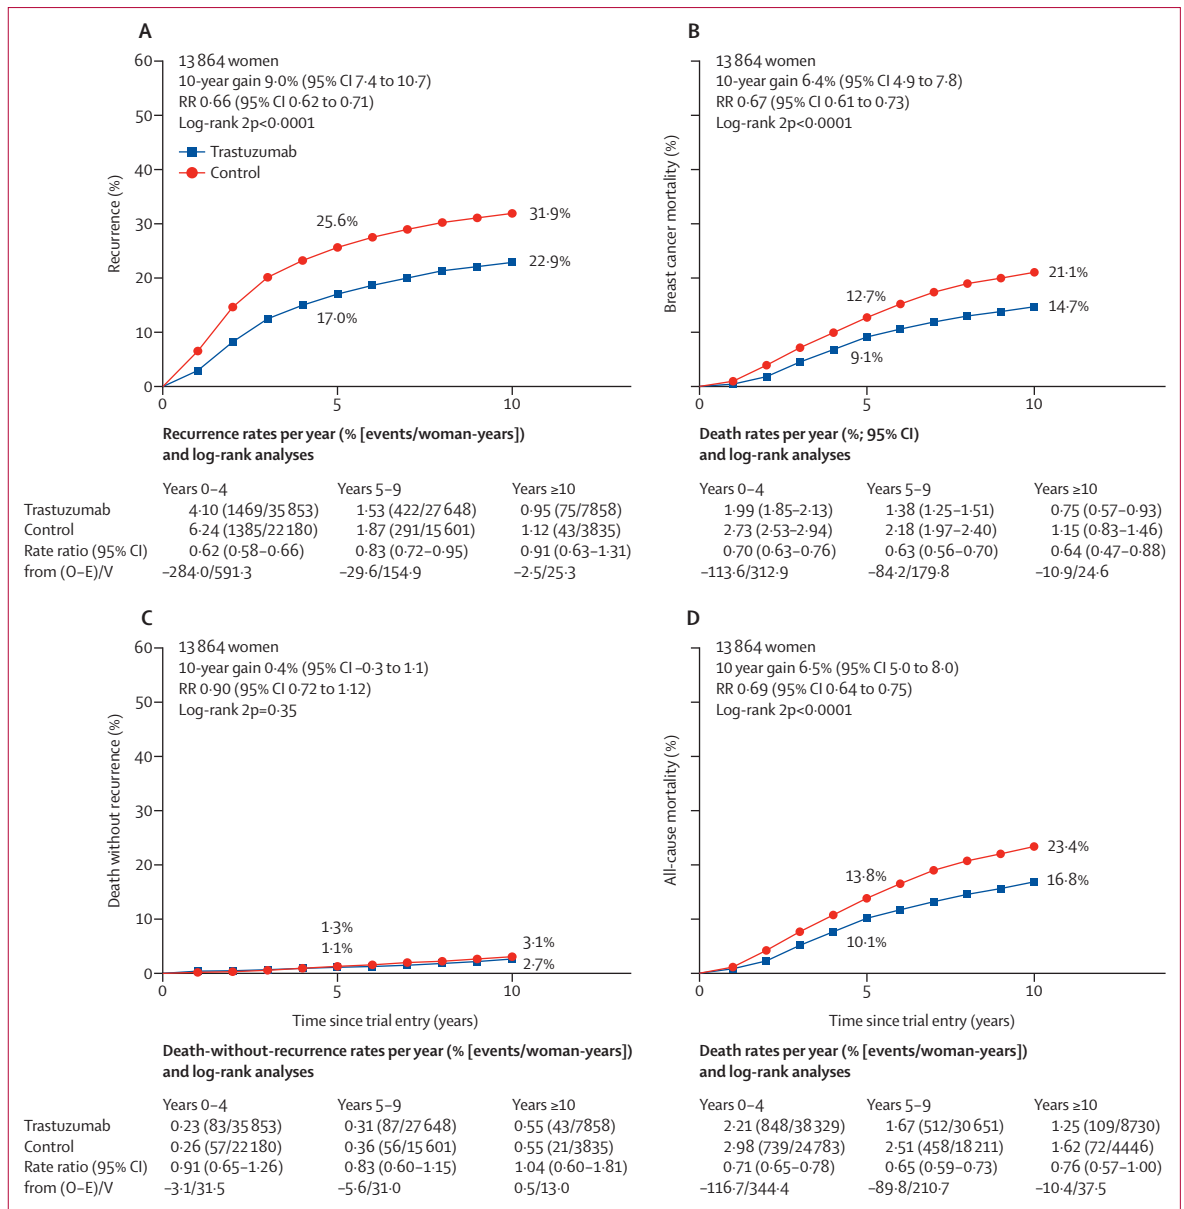 A
60
50
40
30
20
10
0
Recurrence (%)
13 864 women
10-year gain 9·0% (95% CI 7·4 to 10·7)
RR 0·66 (95% CI 0·62 to 0·71)
Log-rank 2p<0·0001
Trastuzumab
Control
25·6%
31·9%
22·9%
17·0%
0 5 10
Recurrence rates per year (% [events/woman-years])
and log-rank analyses
Years 0–4 Years 5–9 Years ≥10
Trastuzumab 4·10 (1469/35 853) 1·53 (422/27 648) 0·95 (75/7858)
Control 6·24 (1385/22 180) 1·87 (291/15 601) 1·12 (43/3835)
Rate ratio (95% CI) 0·62 (0·58–0·66) 0·83 (0·72–0·95) 0·91 (0·63–1·31)
from (O–E)/V –284·0/591·3 –29·6/154·9 –2·5/25·3
B
Breast cancer mortality (%)
13 864 women
10-year gain 6·4% (95% CI 4·9 to 7·8)
RR 0·67 (95% CI 0·61 to 0·73)
Log-rank 2p<0·0001
21·1%
12·7%
14·7%
9·1%
0 5 10
Death rates per year (%; 95% CI)
and log-rank analyses
Years 0–4 Years 5–9 Years ≥10
1·99 (1·85–2·13) 1·38 (1·25–1·51) 0·75 (0·57–0·93)
2·73 (2·53–2·94) 2·18 (1·97–2·40) 1·15 (0·83–1·46)
0·70 (0·63–0·76) 0·63 (0·56–0·70) 0·64 (0·47–0·88)
–113·6/312·9 –84·2/179·8 –10·9/24·6
C
60
50
40
30
20
10
0
Death without recurrence (%)
13 864 women
10-year gain 0·4% (95% CI –0·3 to 1·1)
RR 0·90 (95% CI 0·72 to 1·12)
Log-rank 2p=0·35
1·3%
1·1%
3·1%
2·7%
0 5 10
Time since trial entry (years)
Death-without-recurrence rates per year (% [events/woman-years])
and log-rank analyses
Years 0–4 Years 5–9 Years ≥10
Trastuzumab 0·23 (83/35 853) 0·31 (87/27 648) 0·55 (43/7858)
Control 0·26 (57/22 180) 0·36 (56/15 601) 0·55 (21/3835)
Rate ratio (95% CI) 0·91 (0·65–1·26) 0·83 (0·60–1·15) 1·04 (0·60–1·81)
from (O–E)/V –3·1/31·5 –5·6/31·0 0·5/13·0
D
All-cause mortality (%)
13 864 women
10 year gain 6·5% (95% CI 5·0 to 8·0)
RR 0·69 (95% CI 0·64 to 0·75)
Log-rank 2p<0·0001
23·4%
13·8%
16·8%
10·1%
0 5 10
Time since trial entry (years)
Death rates per year (% [events/woman-years])
and log-rank analyses
Years 0–4 Years 5–9 Years ≥10
2·21 (848/38 329) 1·67 (512/30 651) 1·25 (109/8730)
2·98 (739/24 783) 2·51 (458/18 211) 1·62 (72/4446)
0·71 (0·65–0·78) 0·65 (0·59–0·73) 0·76 (0·57–1·00)
–116·7/344·4 –89·8/210·7 –10·4/37·5